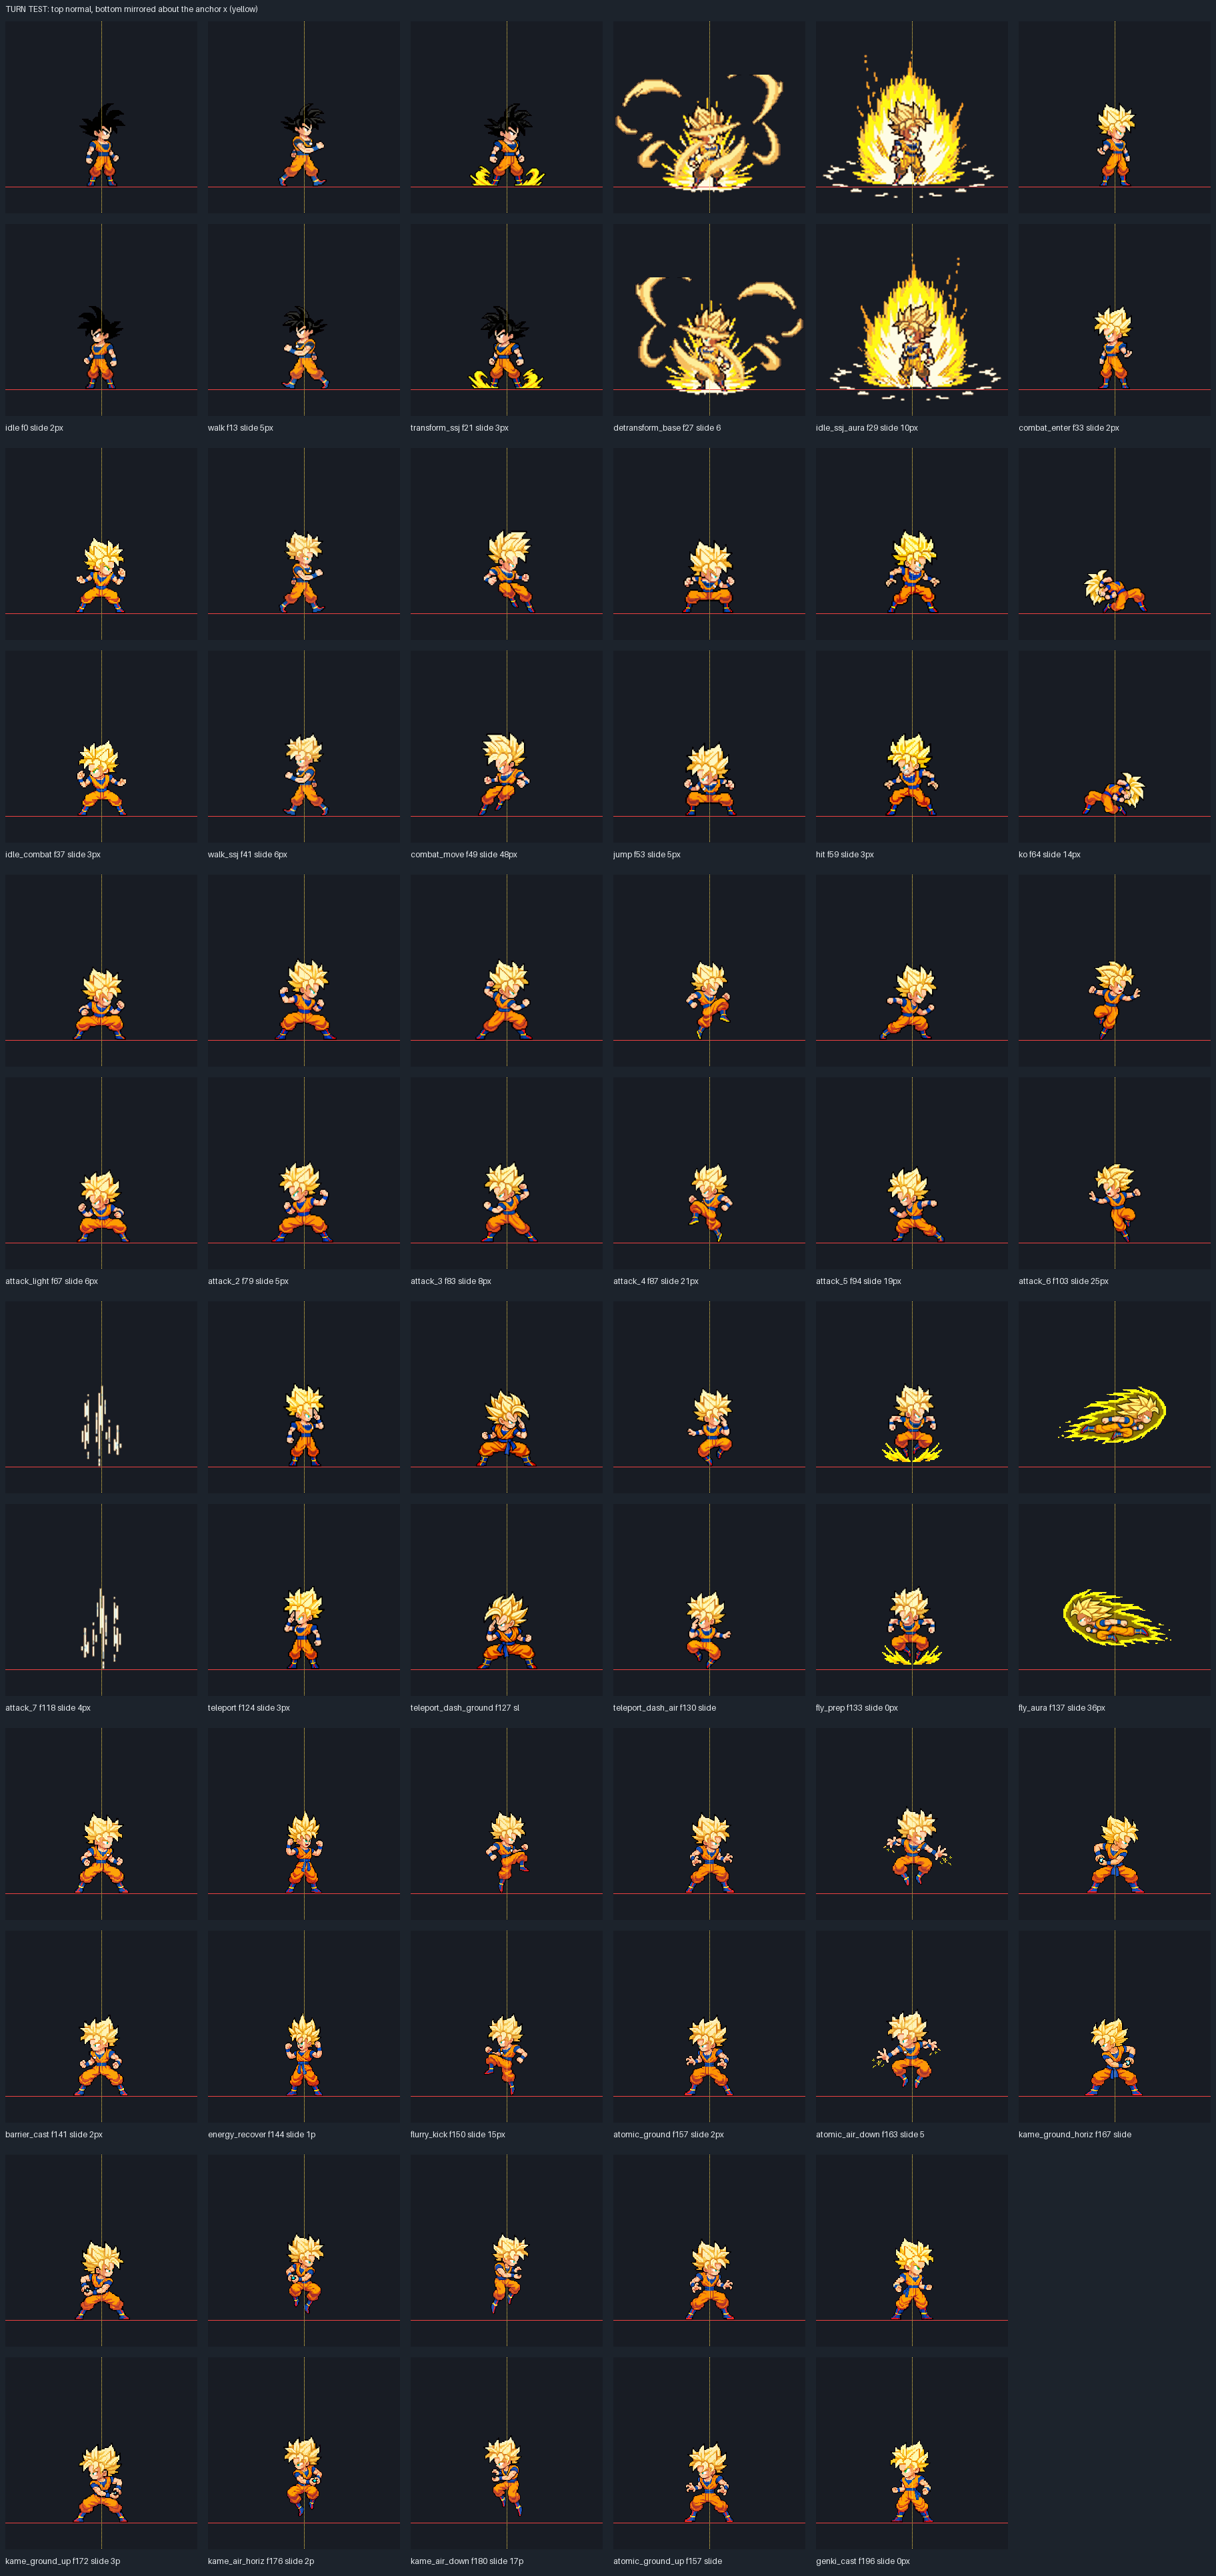 TURN TEST: top normal, bottom mirrored about the anchor x (yellow)
idle f0 slide 2px
walk f13 slide 5px
transform_ssj f21 slide 3px
detransform_base f27 slide 6
idle_ssj_aura f29 slide 10px
combat_enter f33 slide 2px
idle_combat f37 slide 3px
walk_ssj f41 slide 6px
combat_move f49 slide 48px
jump f53 slide 5px
hit f59 slide 3px
ko f64 slide 14px
attack_light f67 slide 6px
attack_2 f79 slide 5px
attack_3 f83 slide 8px
attack_4 f87 slide 21px
attack_5 f94 slide 19px
attack_6 f103 slide 25px
attack_7 f118 slide 4px
teleport f124 slide 3px
teleport_dash_ground f127 sl
teleport_dash_air f130 slide
fly_prep f133 slide 0px
fly_aura f137 slide 36px
barrier_cast f141 slide 2px
energy_recover f144 slide 1p
flurry_kick f150 slide 15px
atomic_ground f157 slide 2px
atomic_air_down f163 slide 5
kame_ground_horiz f167 slide
kame_ground_up f172 slide 3p
kame_air_horiz f176 slide 2p
kame_air_down f180 slide 17p
atomic_ground_up f157 slide
genki_cast f196 slide 0px